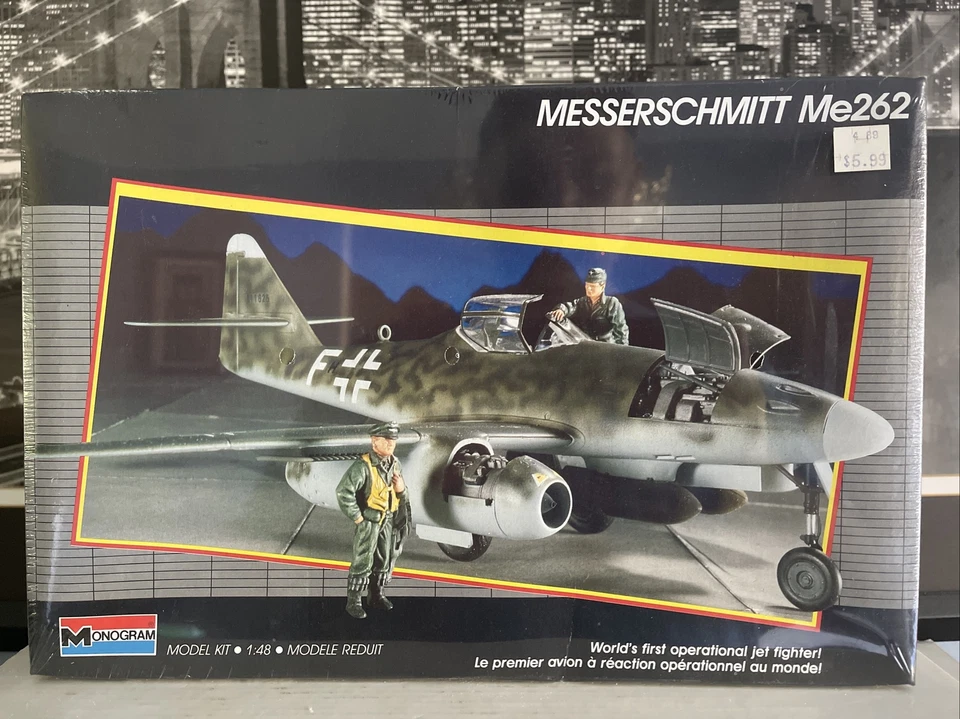 MESSERSCHMITT Me262
$5.99
F
MONOGRAM
MODEL KIT • 1:48 • MODELE REDUIT
World's first operational jet fighter!
Le premier avion à réaction opérationnel au monde!